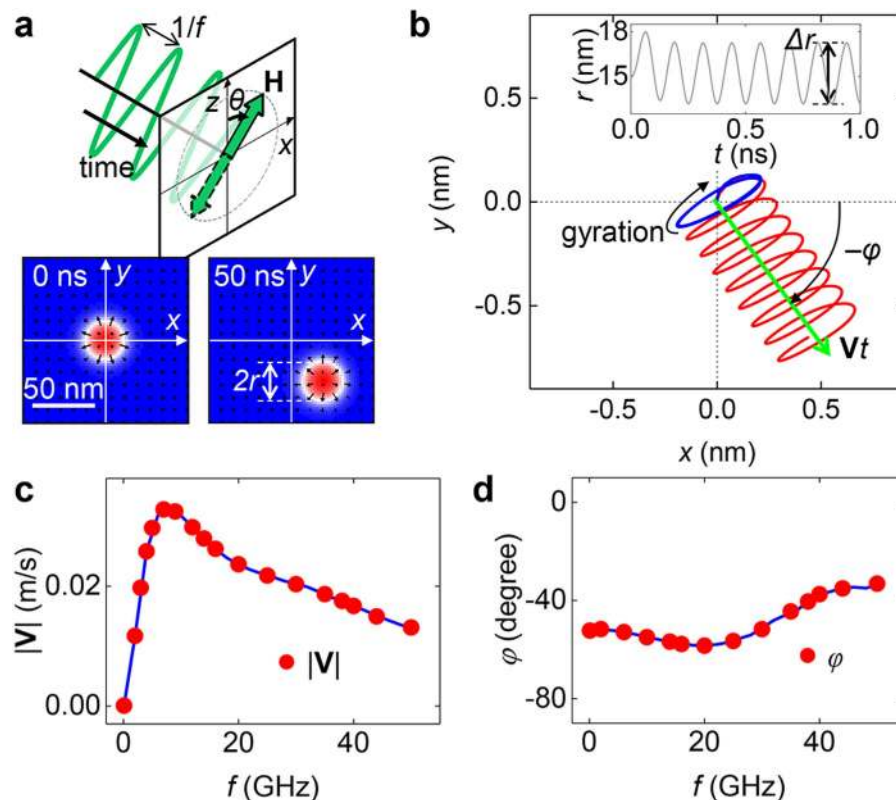 a
1/f
H
z
θ
x
time
0 ns
y
x
50 nm
50 ns
y
x
2r
b
18
15
r (nm)
Δr
0.0
0.5
1.0
t (ns)
0.5
0.0
-0.5
y (nm)
gyration
−φ
Vt
-0.5
0.0
0.5
x (nm)
c
0.02
0.00
|V| (m/s)
|V|
0
20
40
f (GHz)
d
0
-40
-80
φ (degree)
φ
0
20
40
f (GHz)